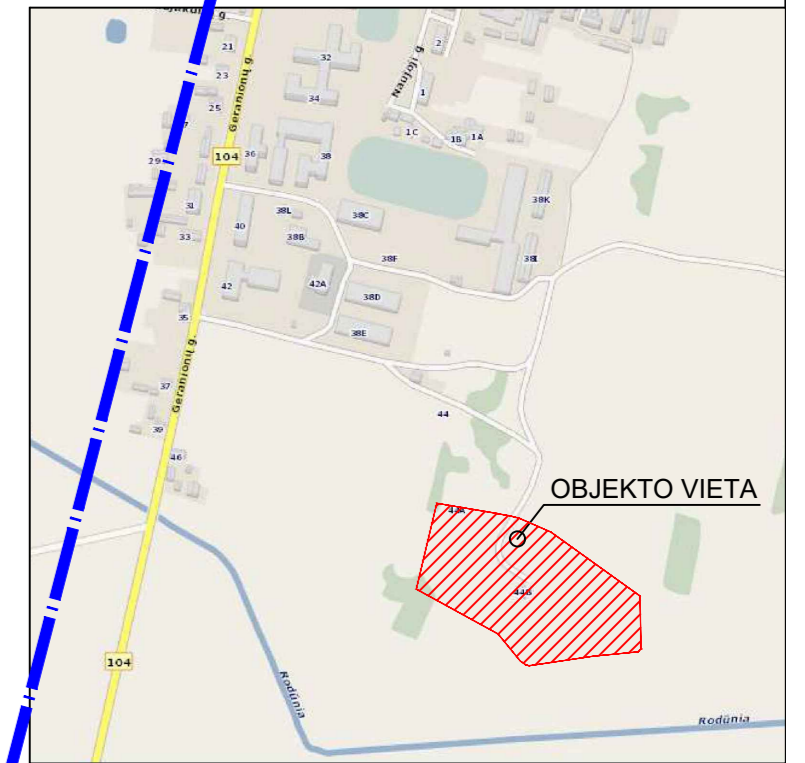 21
32
2
23
Geranionių g.
Naujoji g.
34
1
25
1C
1B
1A
29
104
36
38
31
38L
38C
38K
40
33
38B
38F
42
42A
38D
35
38E
Geranionių g.
37
44
39
46
OBJEKTO VIETA
44A
44B
104
Rodūnia
Rodūnia